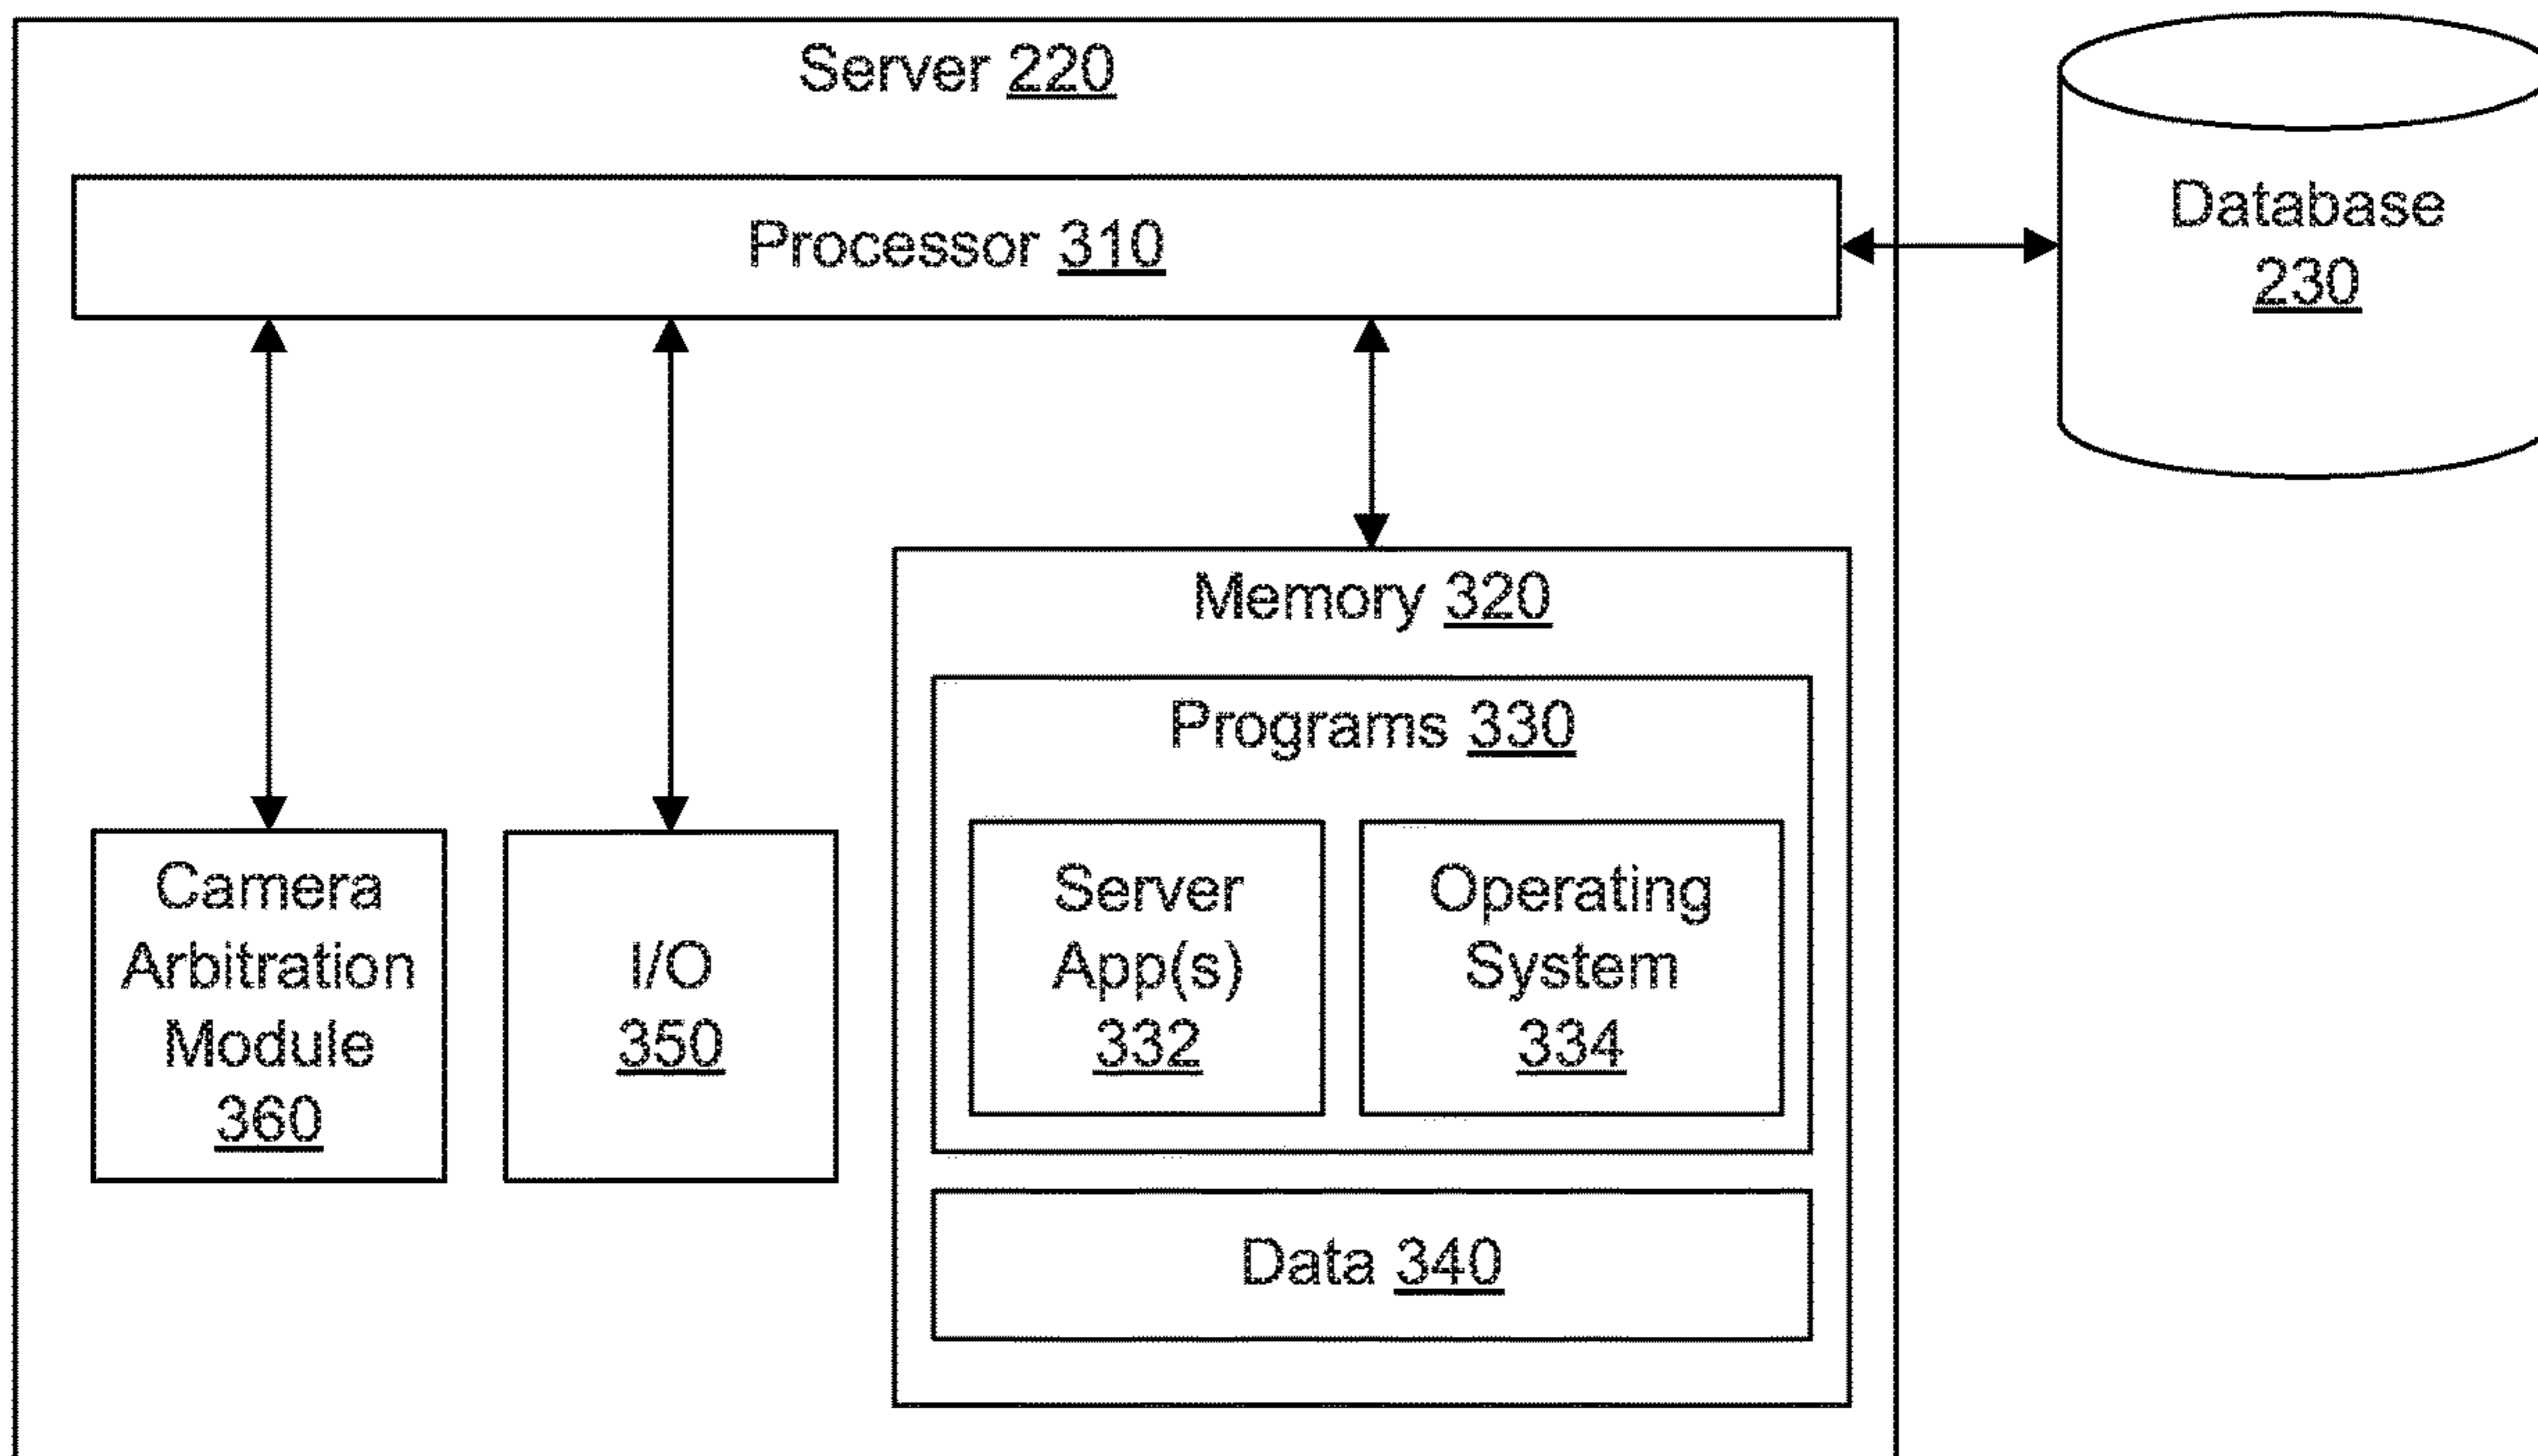 Server 220
Processor 310
Database
230
Memory 320
Programs 330
Camera
Arbitration
Module
360
I/O
350
Server
App(s)
332
Operating
System
334
Data 340